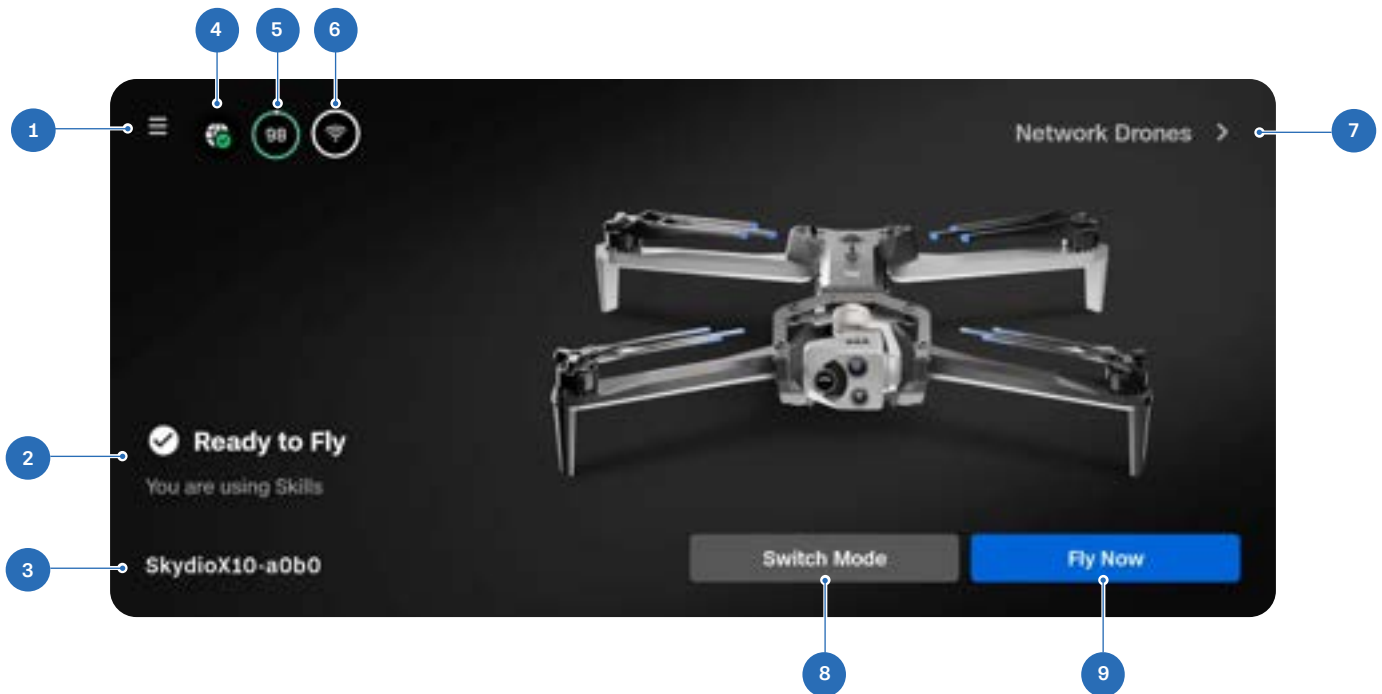 4 5 6
1
98
Network Drones
7
Ready to Fly
2
You are using Skills
SkydioX10-a0b0
3
Switch Mode
Fly Now
8 9